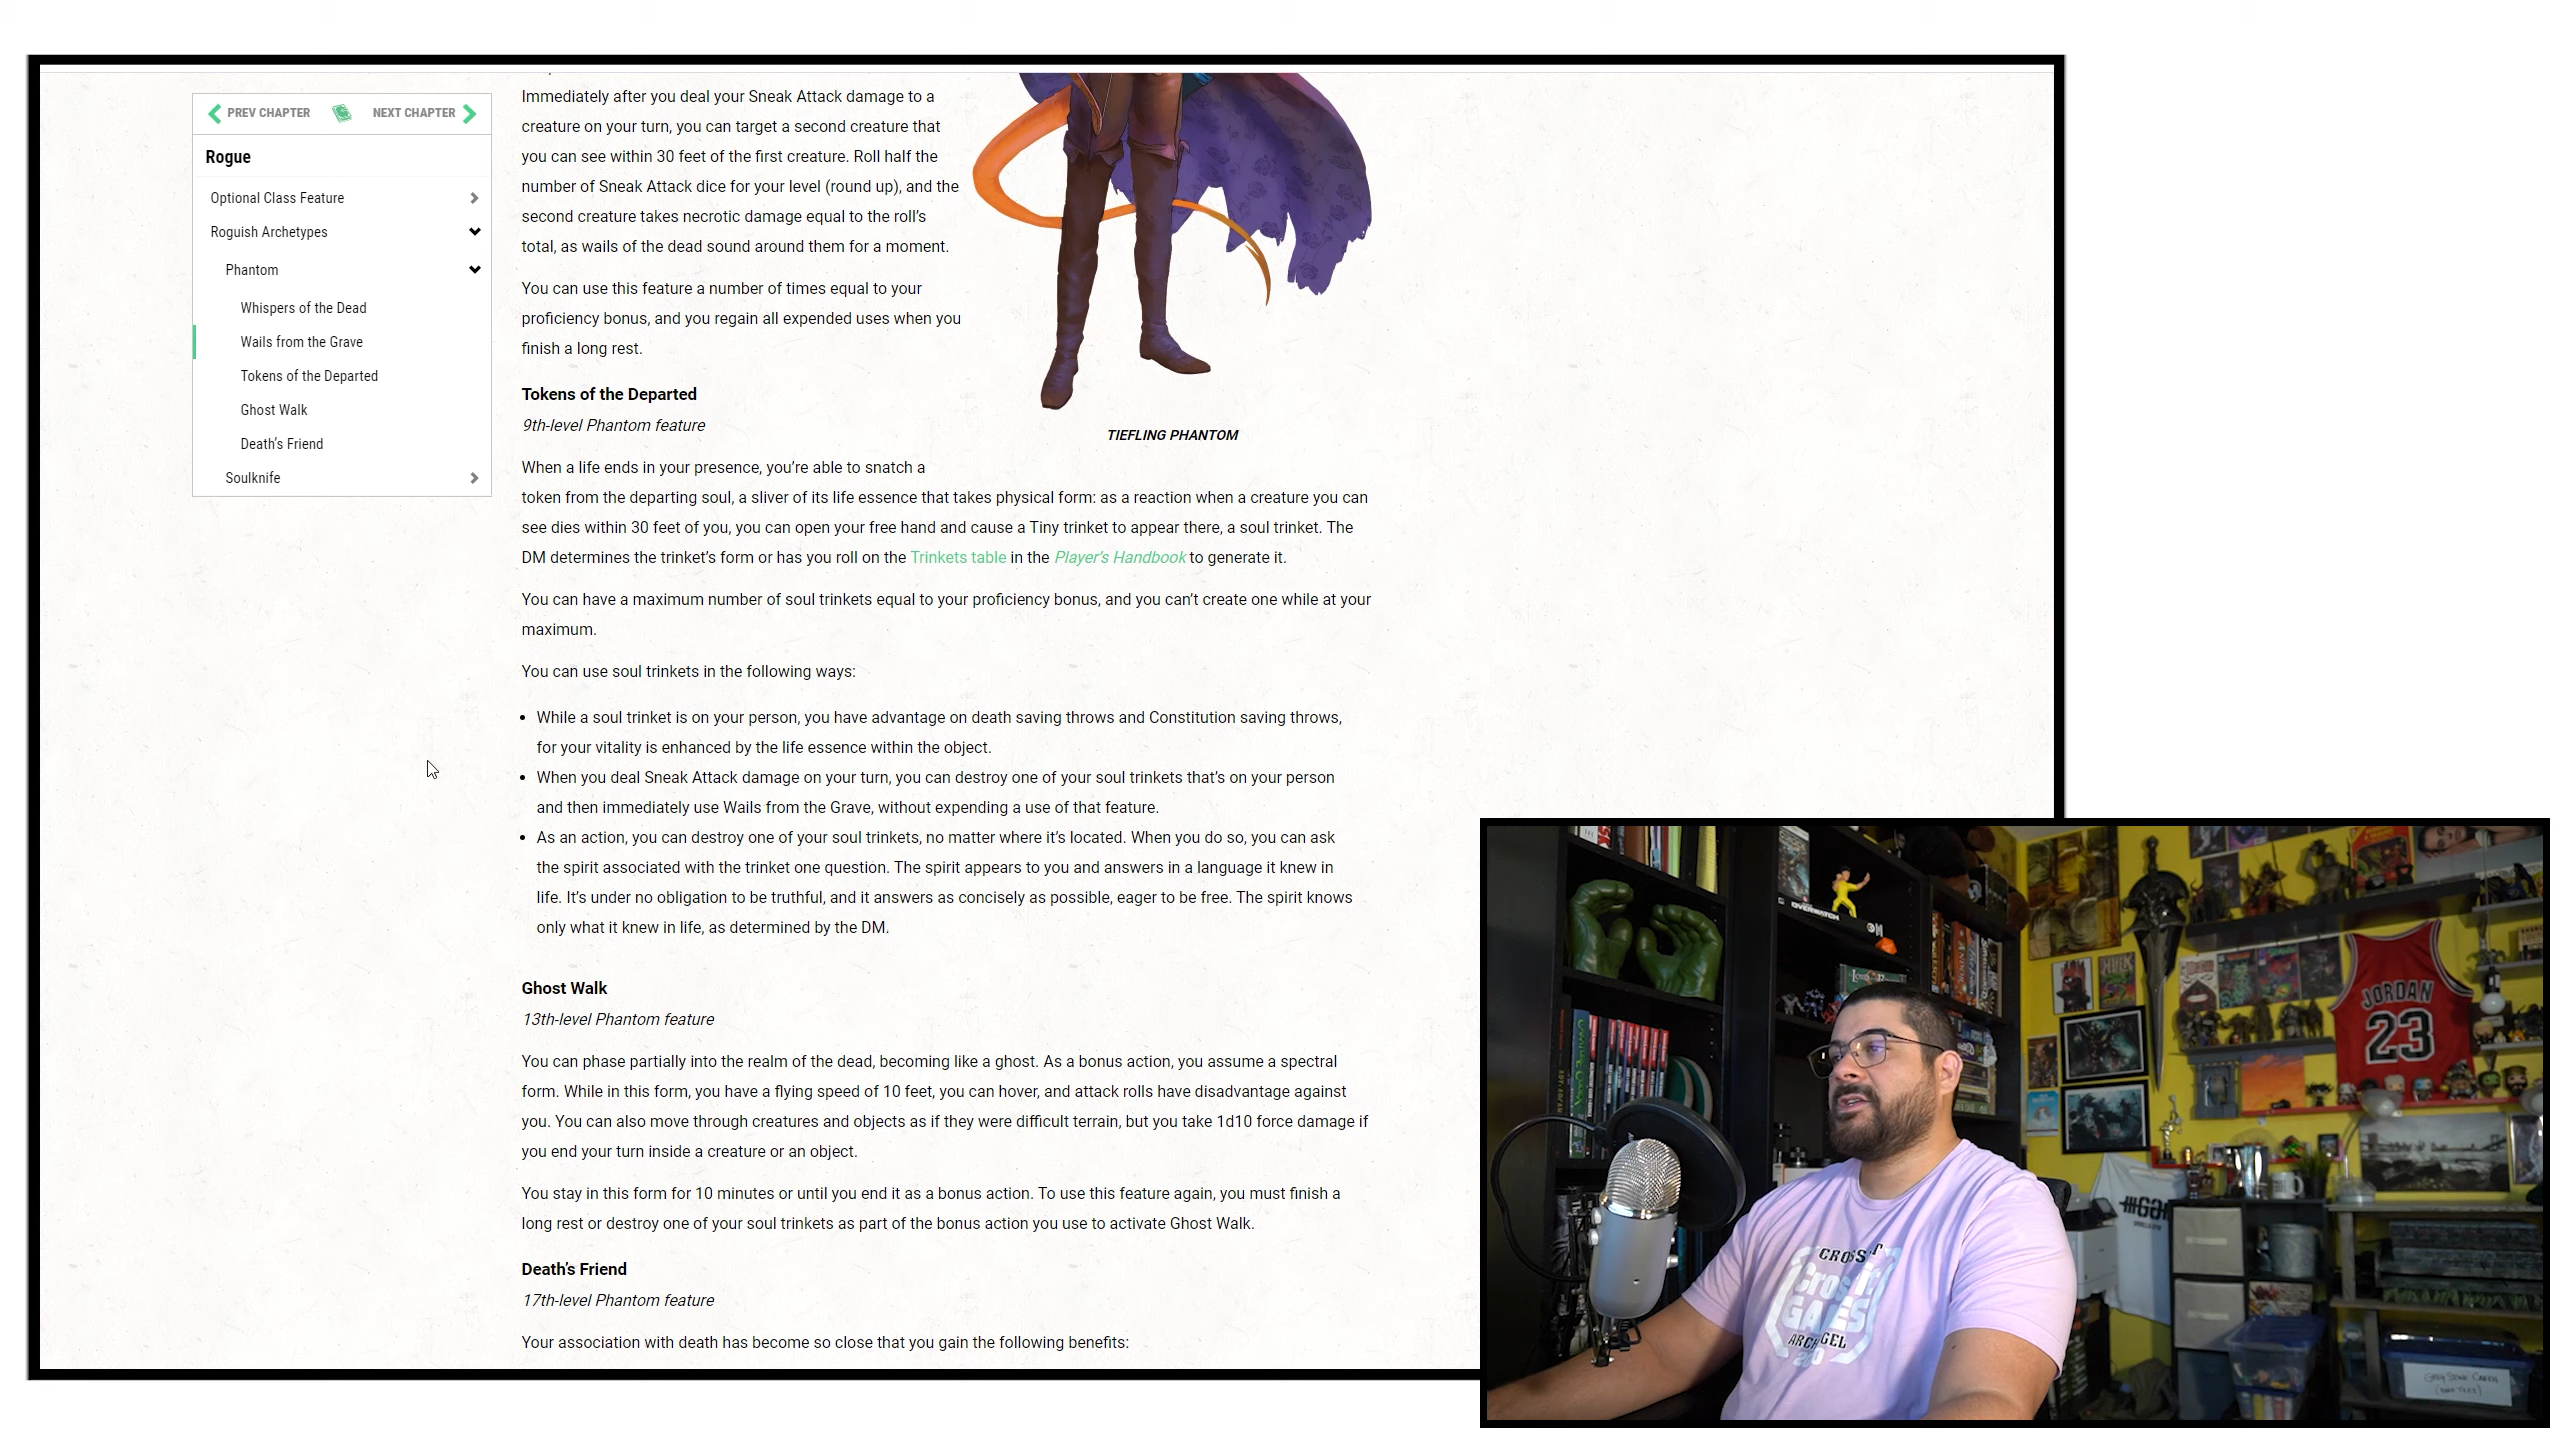 PREV CHAPTER
NEXT CHAPTER
Rogue
Optional Class Feature
Roguish Archetypes
Phantom
Whispers of the Dead
Wails from the Grave
Tokens of the Departed
Ghost Walk
Death's Friend
Soulknife
Immediately after you deal your Sneak Attack damage to a
creature on your turn, you can target a second creature that
you can see within 30 feet of the first creature. Roll half the
number of Sneak Attack dice for your level (round up), and the
second creature takes necrotic damage equal to the roll's
total, as wails of the dead sound around them for a moment.
You can use this feature a number of times equal to your
proficiency bonus, and you regain all expended uses when you
finish a long rest.
Tokens of the Departed
9th-level Phantom feature
TIEFLING PHANTOM
When a life ends in your presence, you're able to snatch a
token from the departing soul, a sliver of its life essence that takes physical form: as a reaction when a creature you can
see dies within 30 feet of you, you can open your free hand and cause a Tiny trinket to appear there, a soul trinket. The
DM determines the trinket's form or has you roll on the Trinkets table in the Player's Handbook to generate it.
You can have a maximum number of soul trinkets equal to your proficiency bonus, and you can't create one while at your
maximum.
You can use soul trinkets in the following ways:
• While a soul trinket is on your person, you have advantage on death saving throws and Constitution saving throws,
for your vitality is enhanced by the life essence within the object.
• When you deal Sneak Attack damage on your turn, you can destroy one of your soul trinkets that's on your person
and then immediately use Wails from the Grave, without expending a use of that feature.
• As an action, you can destroy one of your soul trinkets, no matter where it's located. When you do so, you can ask
the spirit associated with the trinket one question. The spirit appears to you and answers in a language it knew in
life. It's under no obligation to be truthful, and it answers as concisely as possible, eager to be free. The spirit knows
only what it knew in life, as determined by the DM.
Ghost Walk
13th-level Phantom feature
You can phase partially into the realm of the dead, becoming like a ghost. As a bonus action, you assume a spectral
form. While in this form, you have a flying speed of 10 feet, you can hover, and attack rolls have disadvantage against
you. You can also move through creatures and objects as if they were difficult terrain, but you take 1d10 force damage if
you end your turn inside a creature or an object.
You stay in this form for 10 minutes or until you end it as a bonus action. To use this feature again, you must finish a
long rest or destroy one of your soul trinkets as part of the bonus action you use to activate Ghost Walk.
Death's Friend
17th-level Phantom feature
Your association with death has become so close that you gain the following benefits:
OVERWATCH
JORDAN
23
GAMES